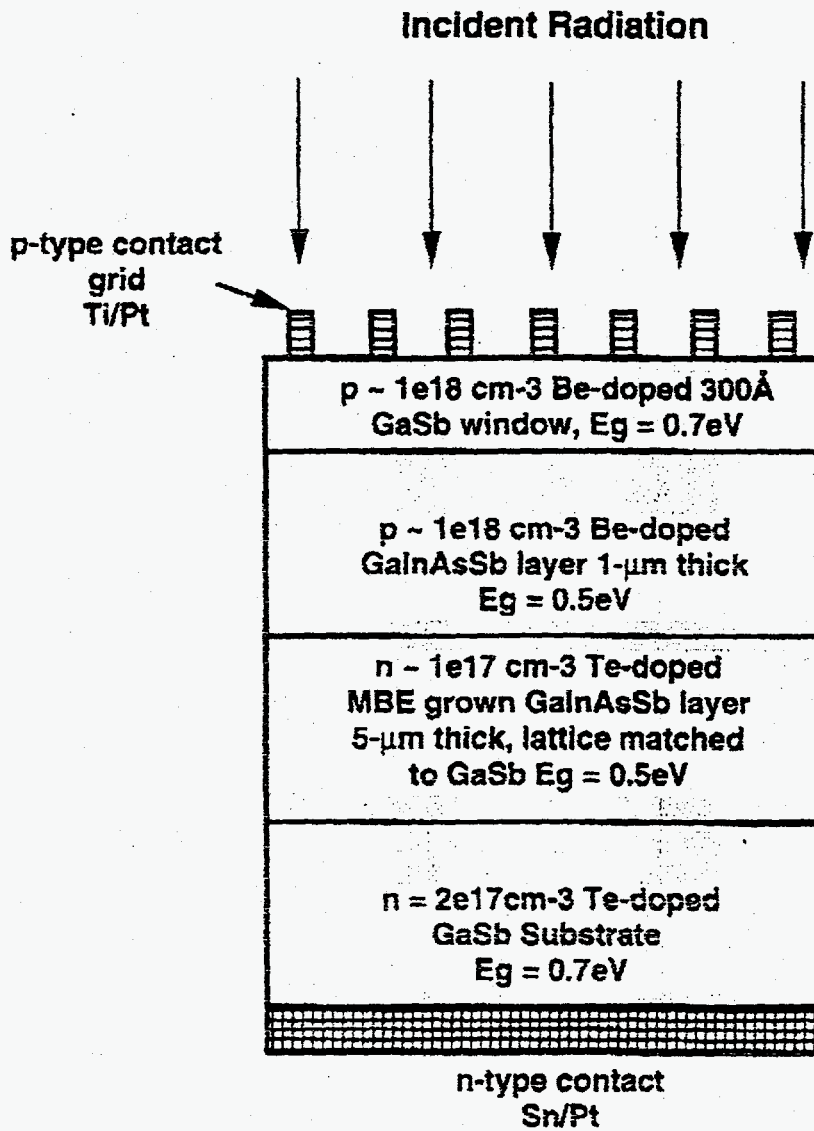 Incident Radiation
p-type contact
grid
Ti/Pt
p ~ 1e18 cm-3 Be-doped 300Å
GaSb window, Eg = 0.7eV
p ~ 1e18 cm-3 Be-doped
GaInAsSb layer 1-μm thick
Eg = 0.5eV
n ~ 1e17 cm-3 Te-doped
MBE grown GaInAsSb layer
5-μm thick, lattice matched
to GaSb Eg = 0.5eV
n = 2e17cm-3 Te-doped
GaSb Substrate
Eg = 0.7eV
n-type contact
Sn/Pt